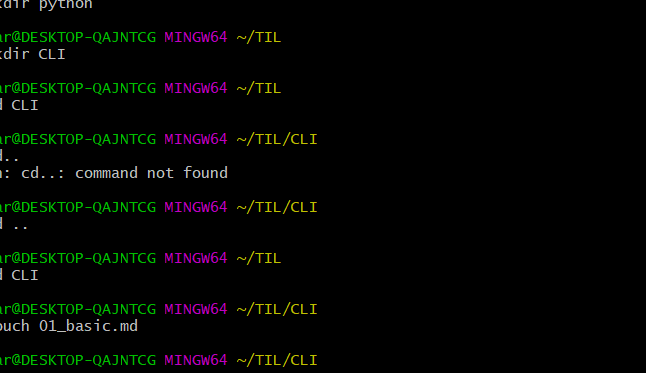 kdir python
ar@DESKTOP-QAJNTCG MINGW64 ~/TIL
kdir CLI
ar@DESKTOP-QAJNTCG MINGW64 ~/TIL
d CLI
ar@DESKTOP-QAJNTCG MINGW64 ~/TIL/CLI
d..
h: cd..: command not found
ar@DESKTOP-QAJNTCG MINGW64 ~/TIL/CLI
d ..
ar@DESKTOP-QAJNTCG MINGW64 ~/TIL
d CLI
ar@DESKTOP-QAJNTCG MINGW64 ~/TIL/CLI
ouch 01_basic.md
ar@DESKTOP-QAJNTCG MINGW64 ~/TIL/CLI